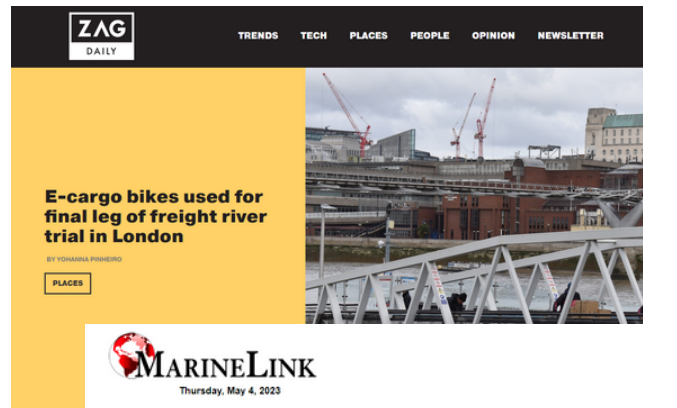 ZAG
DAILY
TRENDS TECH PLACES PEOPLE OPINION NEWSLETTER
E-cargo bikes used for
final leg of freight river
trial in London
BY YOHANNA PINHEIRO
PLACES
MARINELINK
Thursday, May 4, 2023